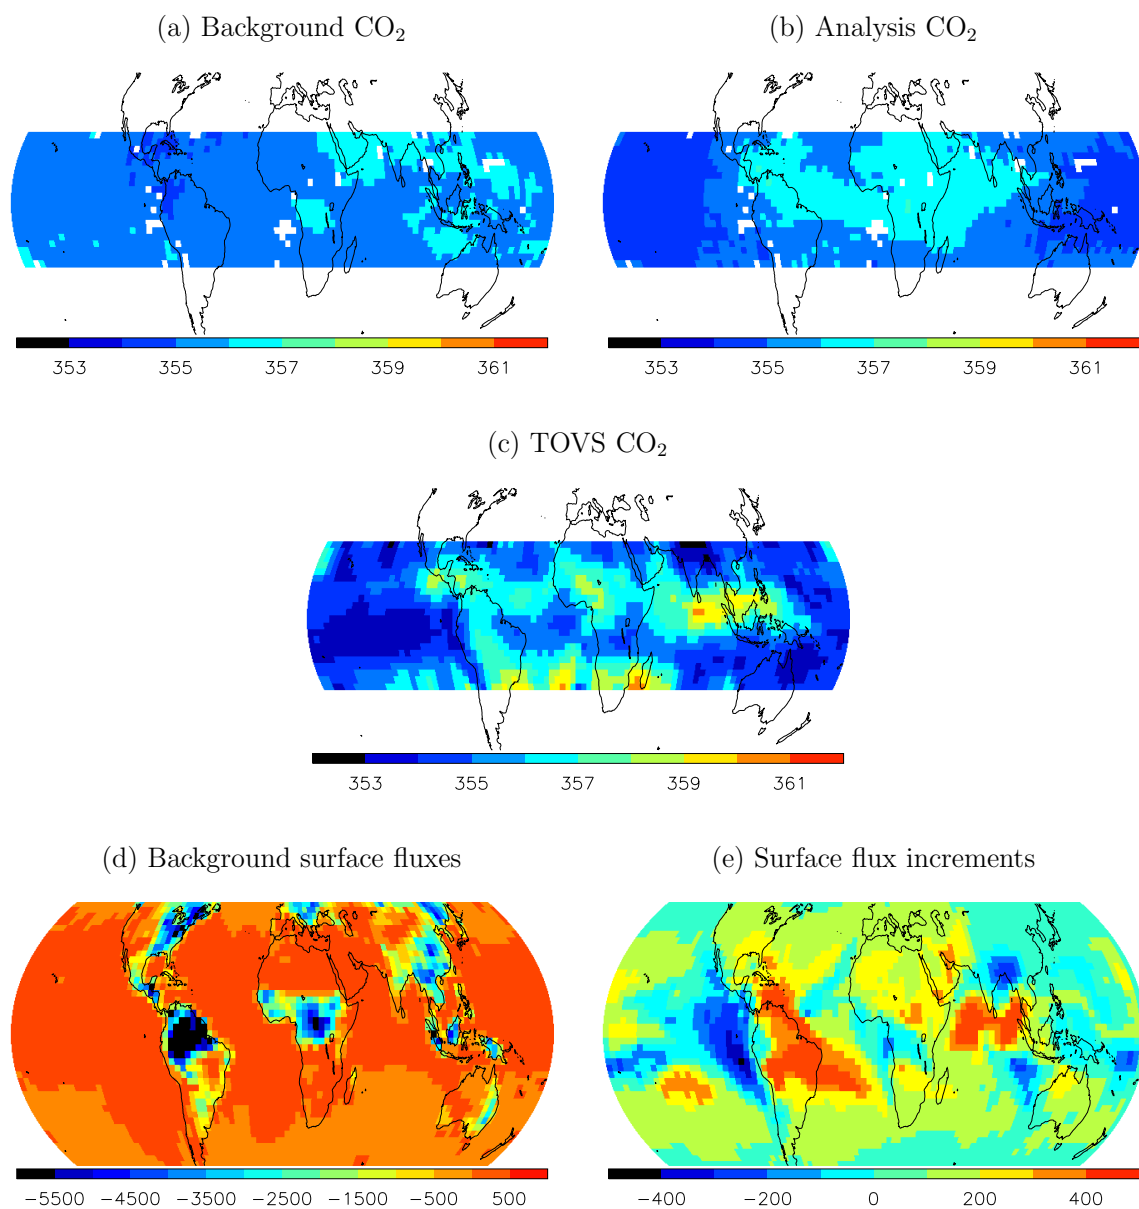 (a) Background CO₂
(b) Analysis CO₂
353 355 357 359 361
353 355 357 359 361
(c) TOVS CO₂
353 355 357 359 361
(d) Background surface fluxes
(e) Surface flux increments
−5500 −4500 −3500 −2500 −1500 −500 500
−400 −200 0 200 400